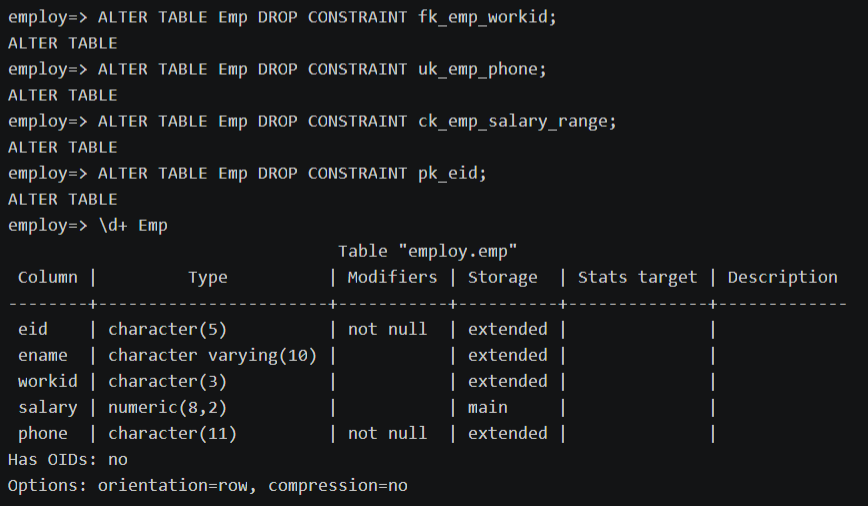 employ=> ALTER TABLE Emp DROP CONSTRAINT fk_emp_workid;
ALTER TABLE
employ=> ALTER TABLE Emp DROP CONSTRAINT uk_emp_phone;
ALTER TABLE
employ=> ALTER TABLE Emp DROP CONSTRAINT ck_emp_salary_range;
ALTER TABLE
employ=> ALTER TABLE Emp DROP CONSTRAINT pk_eid;
ALTER TABLE
employ=> \d+ Emp
                                 Table "employ.emp"
 Column |         Type          | Modifiers | Storage  | Stats target | Description
--------+-----------------------+-----------+----------+--------------+-------------
 eid    | character(5)          | not null  | extended |              |
 ename  | character varying(10) |           | extended |              |
 workid | character(3)          |           | extended |              |
 salary | numeric(8,2)          |           | main     |              |
 phone  | character(11)         | not null  | extended |              |
Has OIDs: no
Options: orientation=row, compression=no